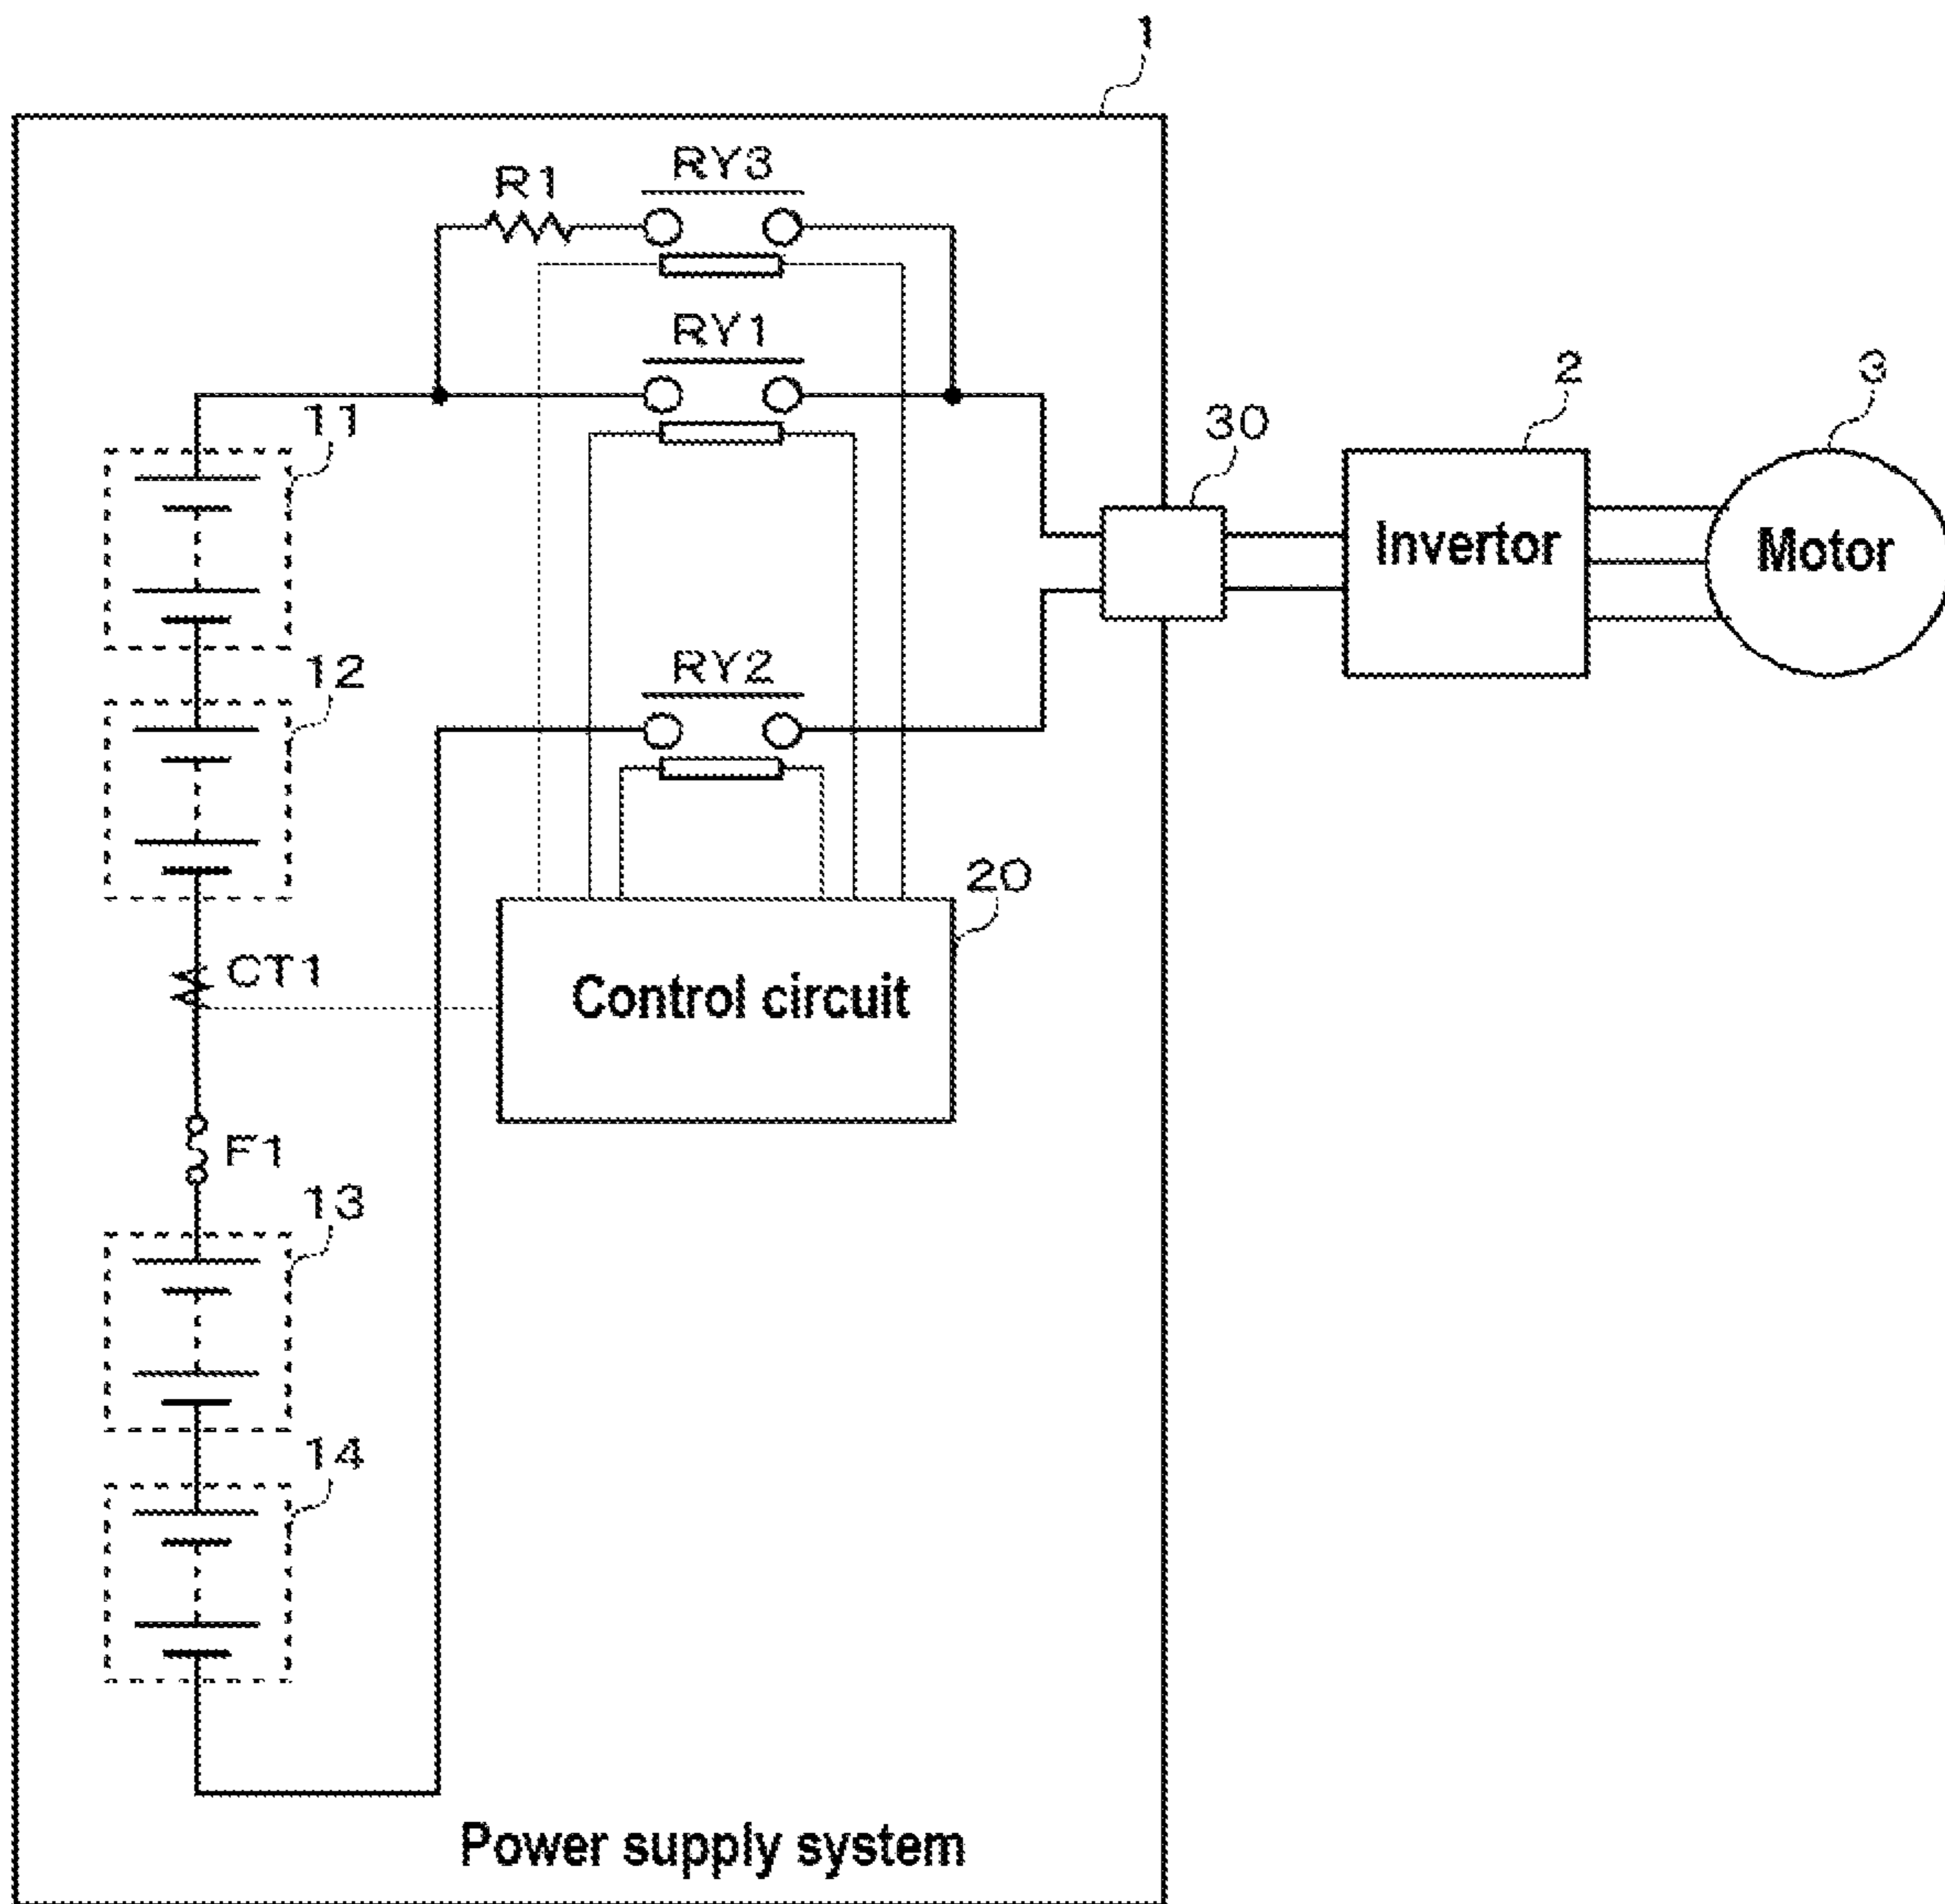 1
R1
RY3
RY1
11
30
2
3
Invertor
Motor
12
RY2
20
CT1
Control circuit
F1
13
14
Power supply system